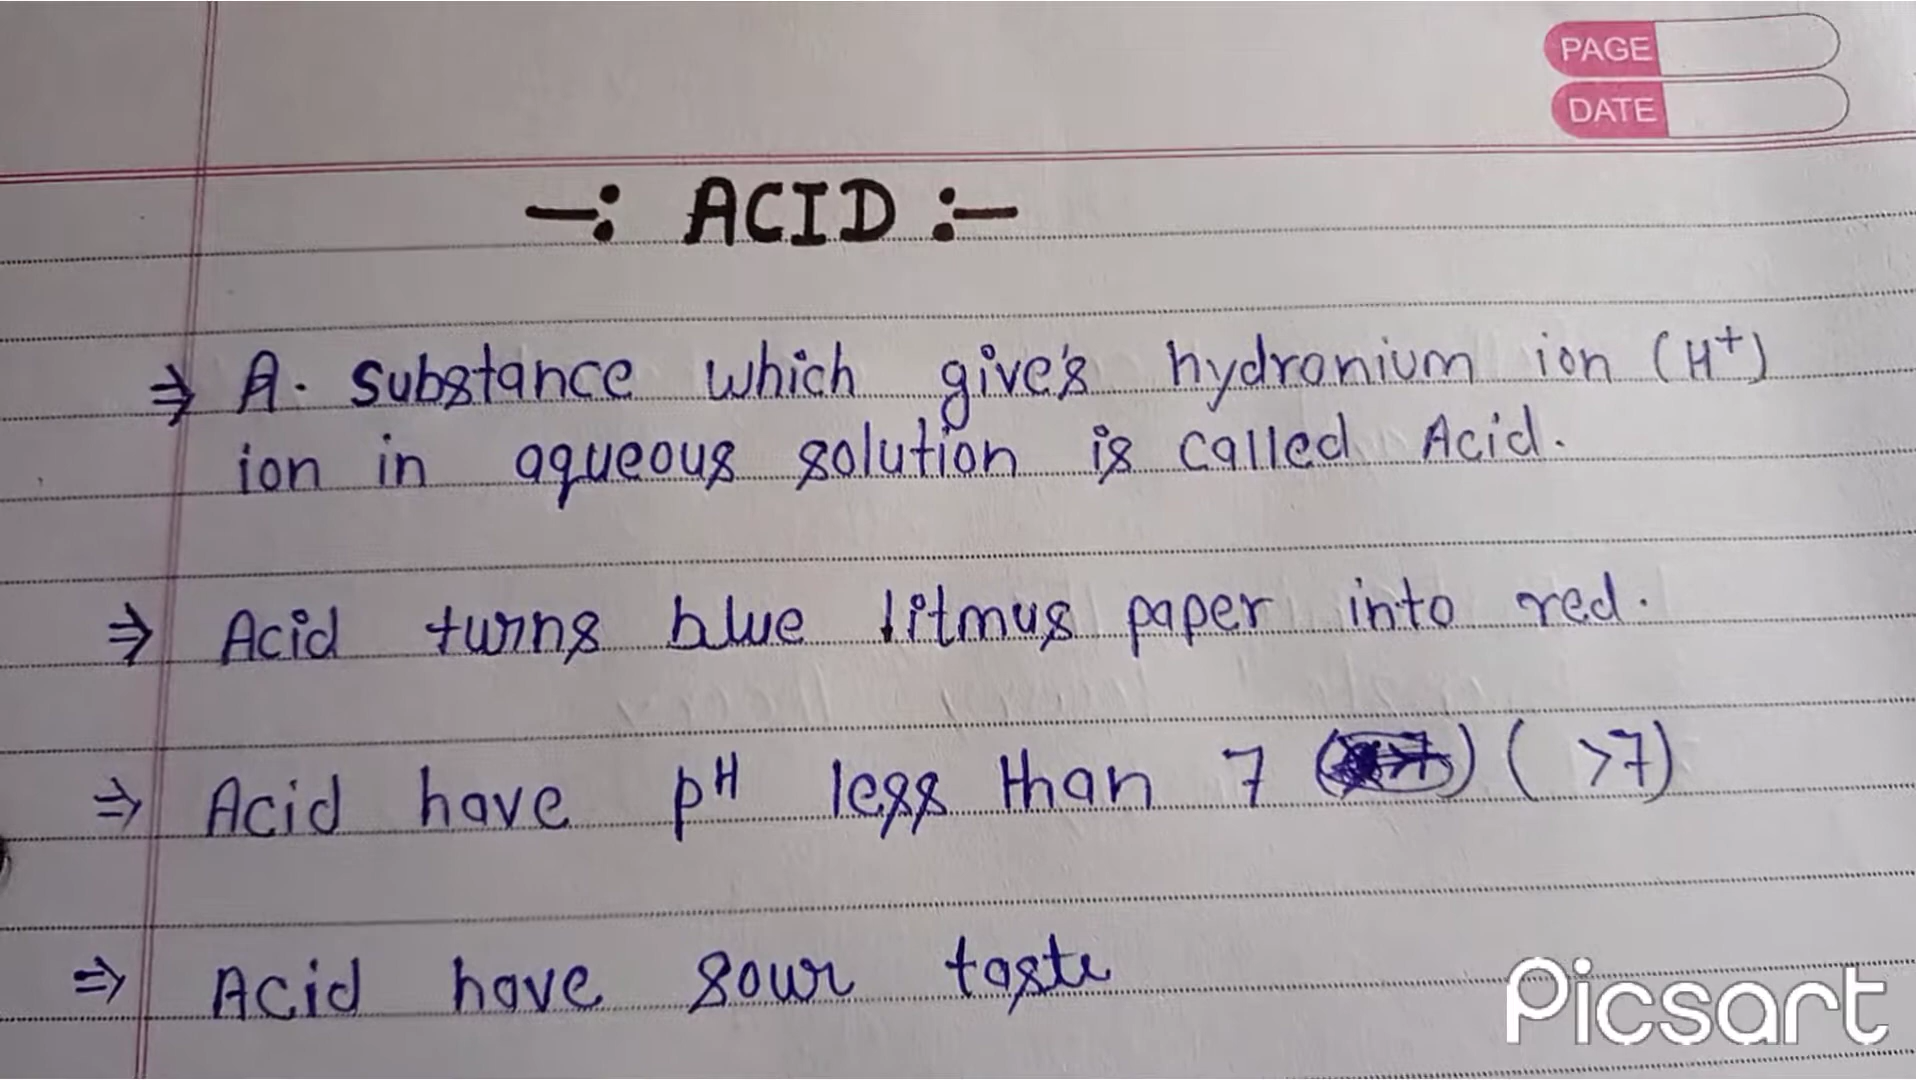 PAGE
DATE
-: ACID :-
⇒ A. substance which give's hydronium ion (H+)
ion in aqueous solution is called Acid.
⇒ Acid turns blue litmus paper into red.
⇒ Acid have pH less than 7 ( >7)
⇒ Acid have sour taste
Picsart